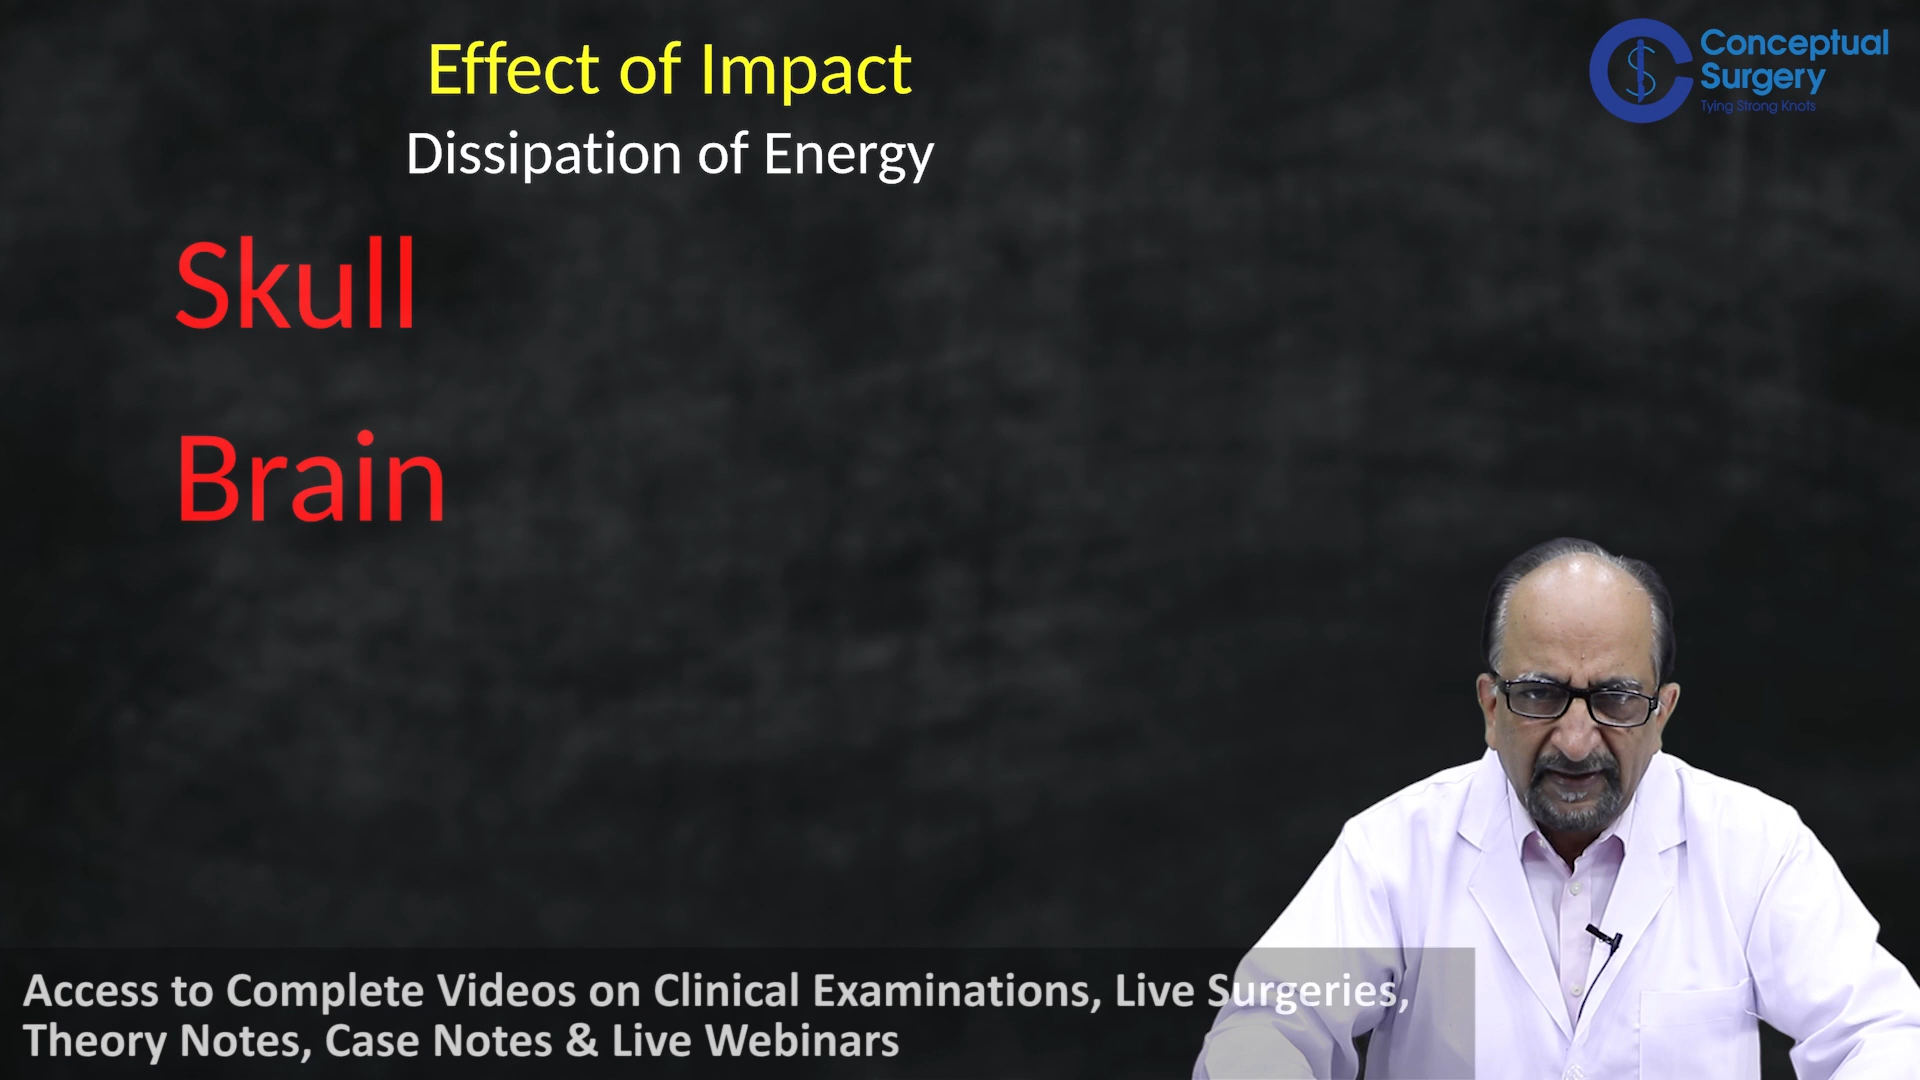 Effect of Impact
Dissipation of Energy
Skull
Brain
Conceptual
Surgery
Tying Strong Knots
Access to Complete Videos on Clinical Examinations, Live Surgeries,
Theory Notes, Case Notes & Live Webinars